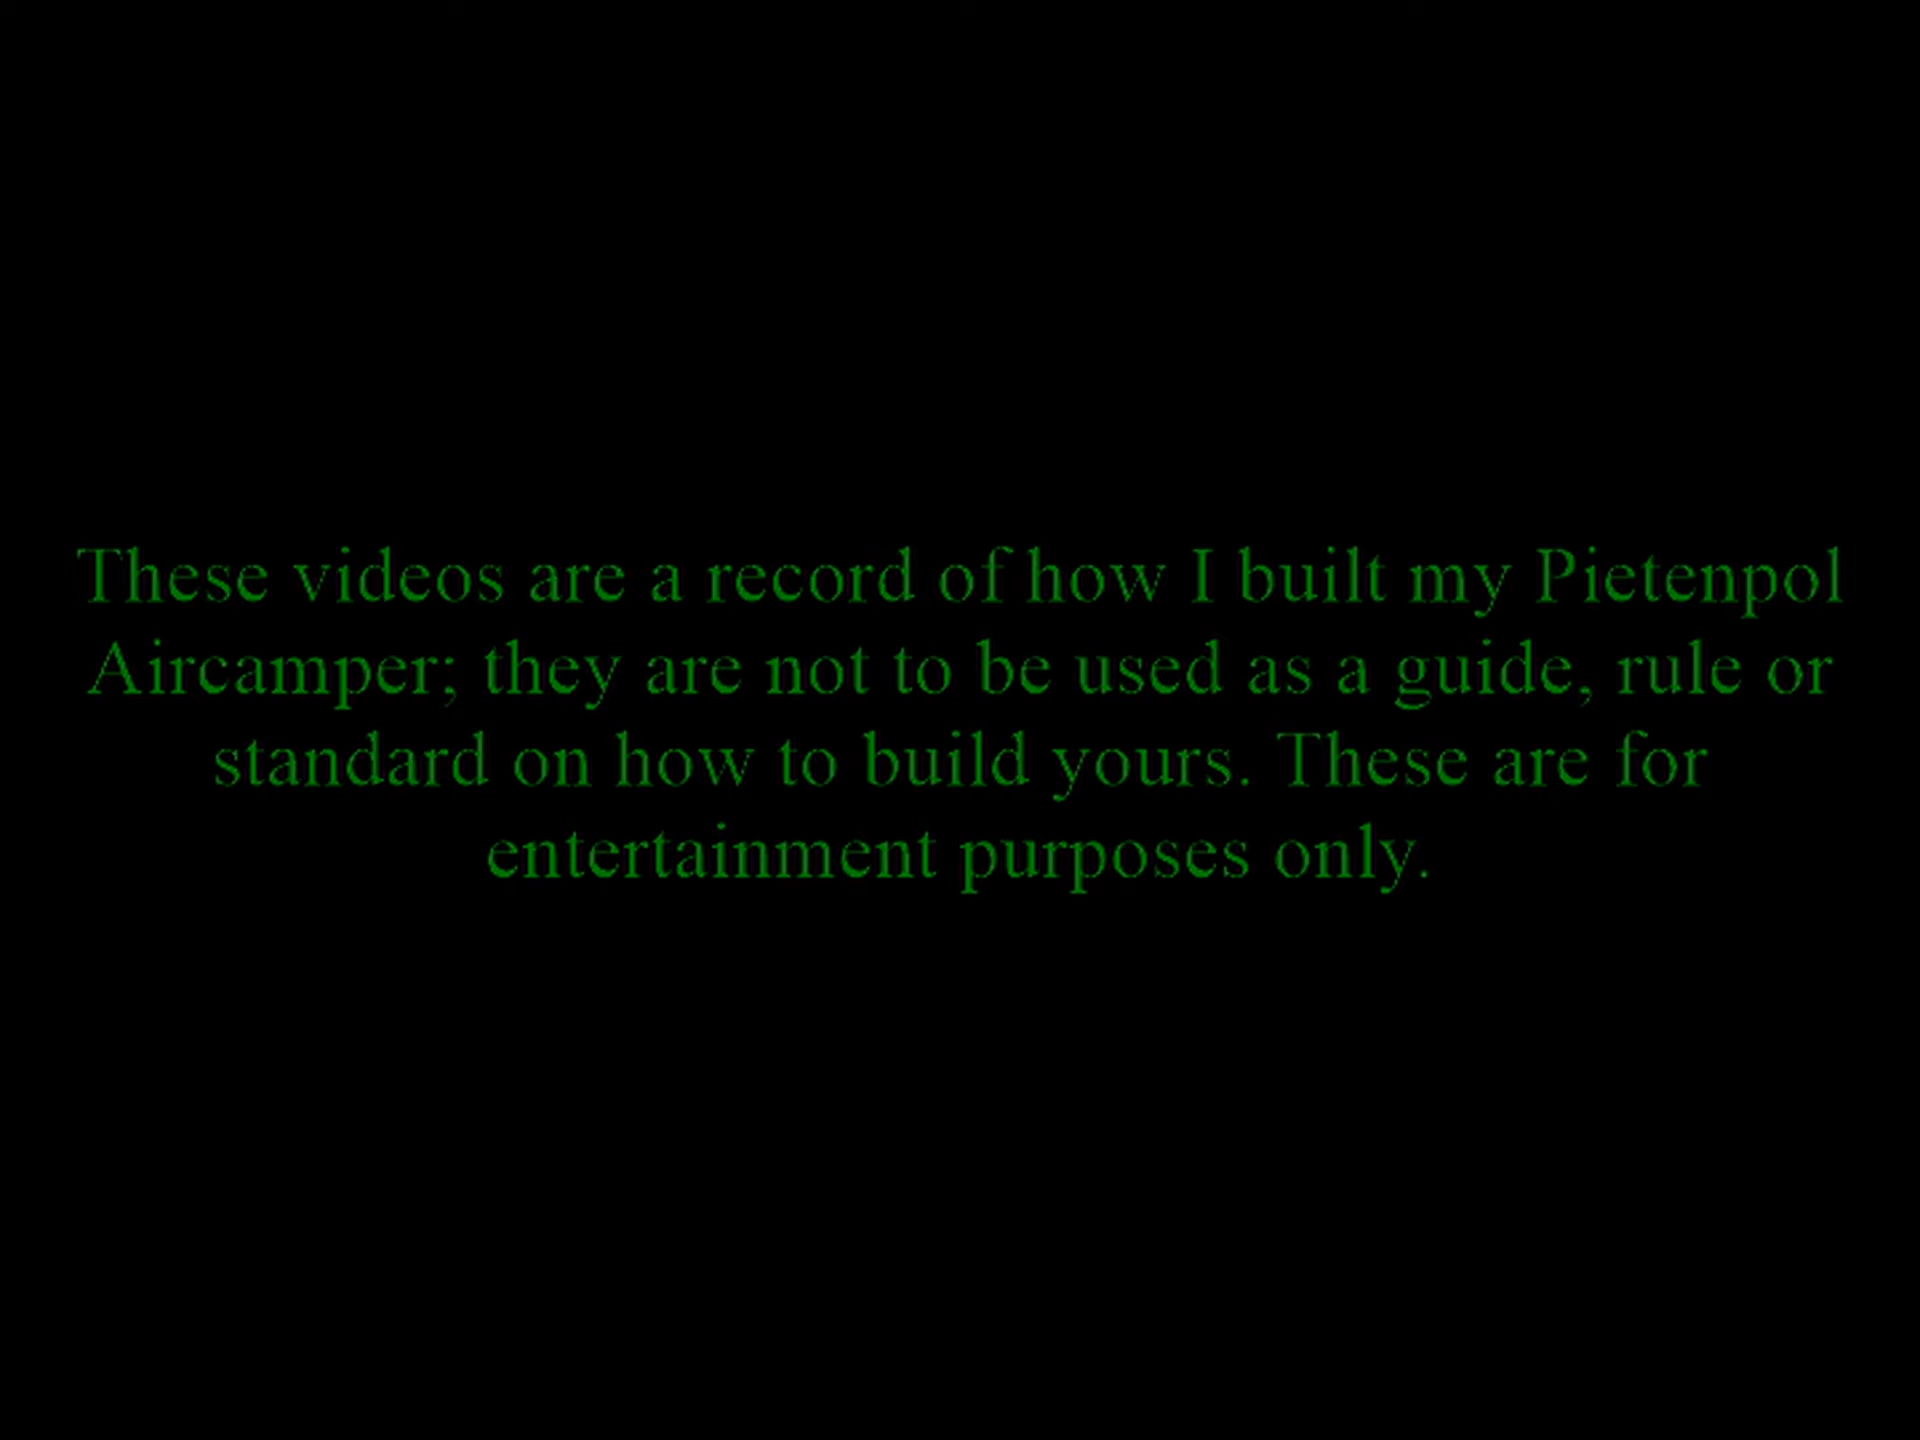 These videos are a record of how I built my Pietenpol
Aircamper; they are not to be used as a guide, rule or
standard on how to build yours. These are for
entertainment purposes only.